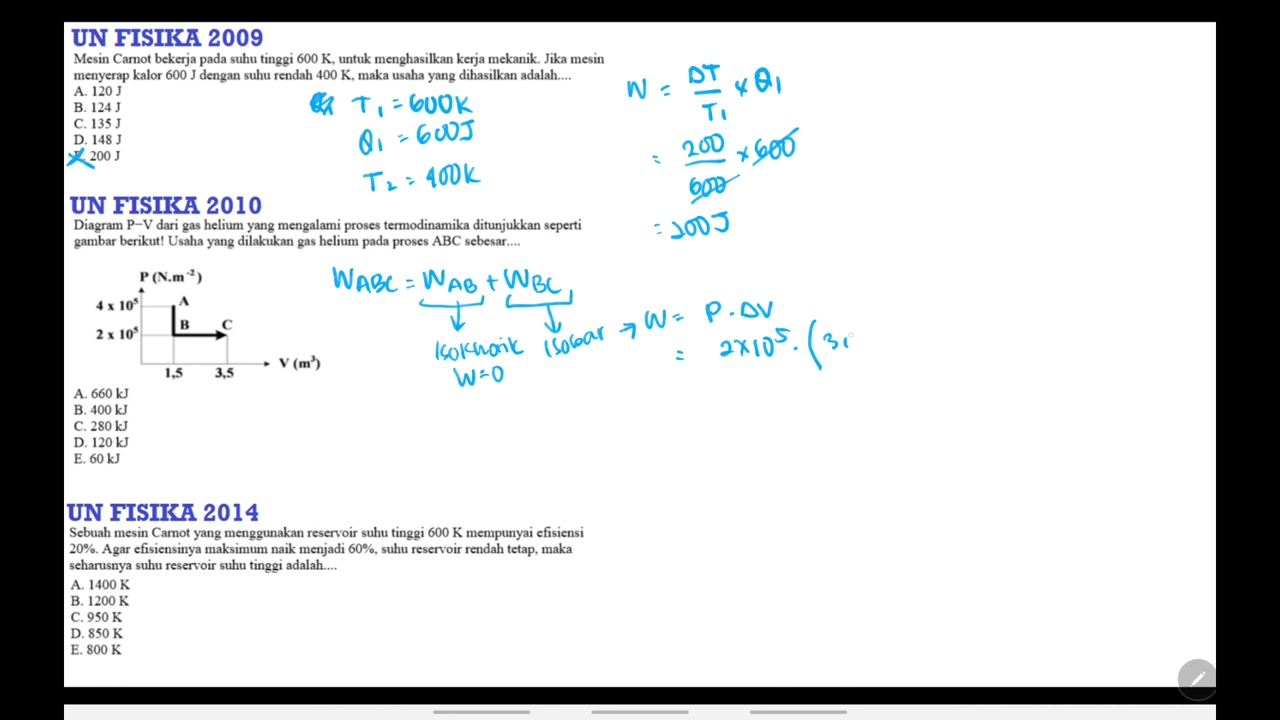 UN FISIKA 2009
Mesin Carnot bekerja pada suhu tinggi 600 K, untuk menghasilkan kerja mekanik. Jika mesin
menyerap kalor 600 J dengan suhu rendah 400 K, maka usaha yang dihasilkan adalah....
A. 120 J
B. 124 J
C. 135 J
D. 148 J
200 J
T₁ = 600K
Q₁ = 600J
T₂ = 400K
W = ΔT/T₁ × Q₁
= 200/600 × 600
= 200J
UN FISIKA 2010
Diagram P–V dari gas helium yang mengalami proses termodinamika ditunjukkan seperti
gambar berikut! Usaha yang dilakukan gas helium pada proses ABC sebesar....
P (N.m⁻²)
4 x 10⁵
A
B
C
2 x 10⁵
V (m³)
1,5
3,5
W ABC = W AB + W BC
Isokhorik
W=0
Isobar → W = P . ΔV
= 2×10⁵ . (3,
A. 660 kJ
B. 400 kJ
C. 280 kJ
D. 120 kJ
E. 60 kJ
UN FISIKA 2014
Sebuah mesin Carnot yang menggunakan reservoir suhu tinggi 600 K mempunyai efisiensi
20%. Agar efisiensinya maksimum naik menjadi 60%, suhu reservoir rendah tetap, maka
seharusnya suhu reservoir suhu tinggi adalah....
A. 1400 K
B. 1200 K
C. 950 K
D. 850 K
E. 800 K